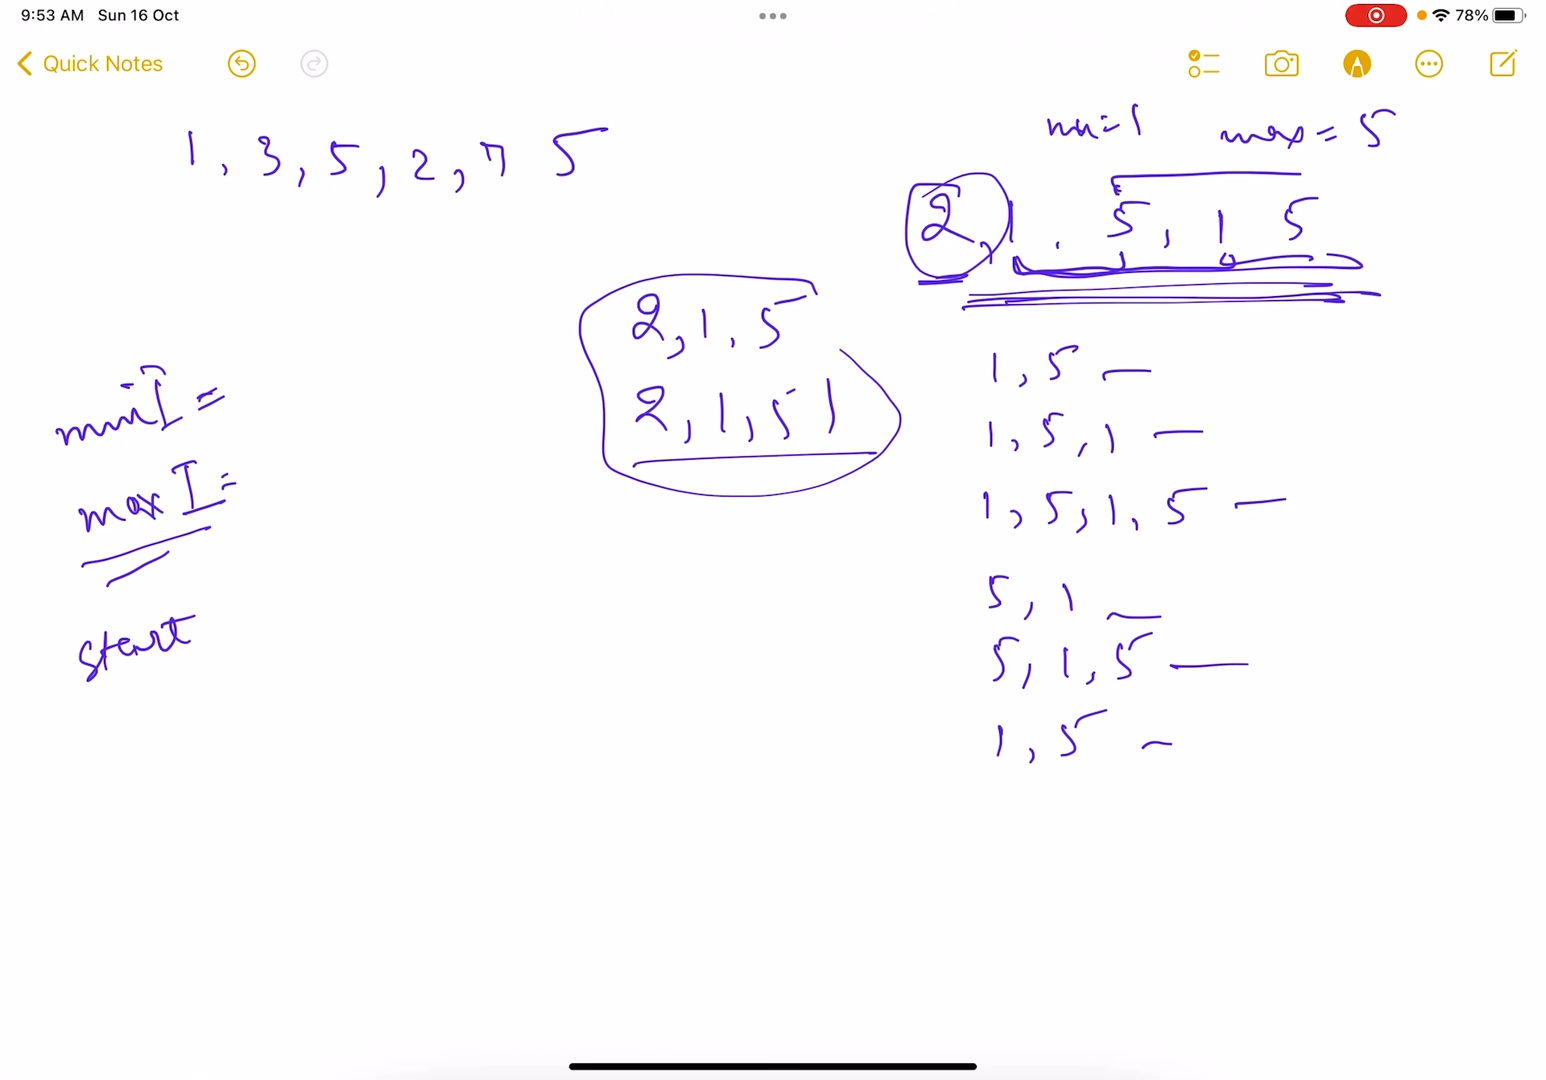 9:53 AM Sun 16 Oct
78%
Quick Notes
1, 3, 5, 2, 7 5
min=1 max = 5
2, 1, 5, 1 5
2, 1, 5
2, 1, 5 1
minI =
maxI =
start
1, 5 –
1, 5, 1 –
1, 5, 1, 5 –
5, 1 –
5, 1, 5 –
1, 5 –